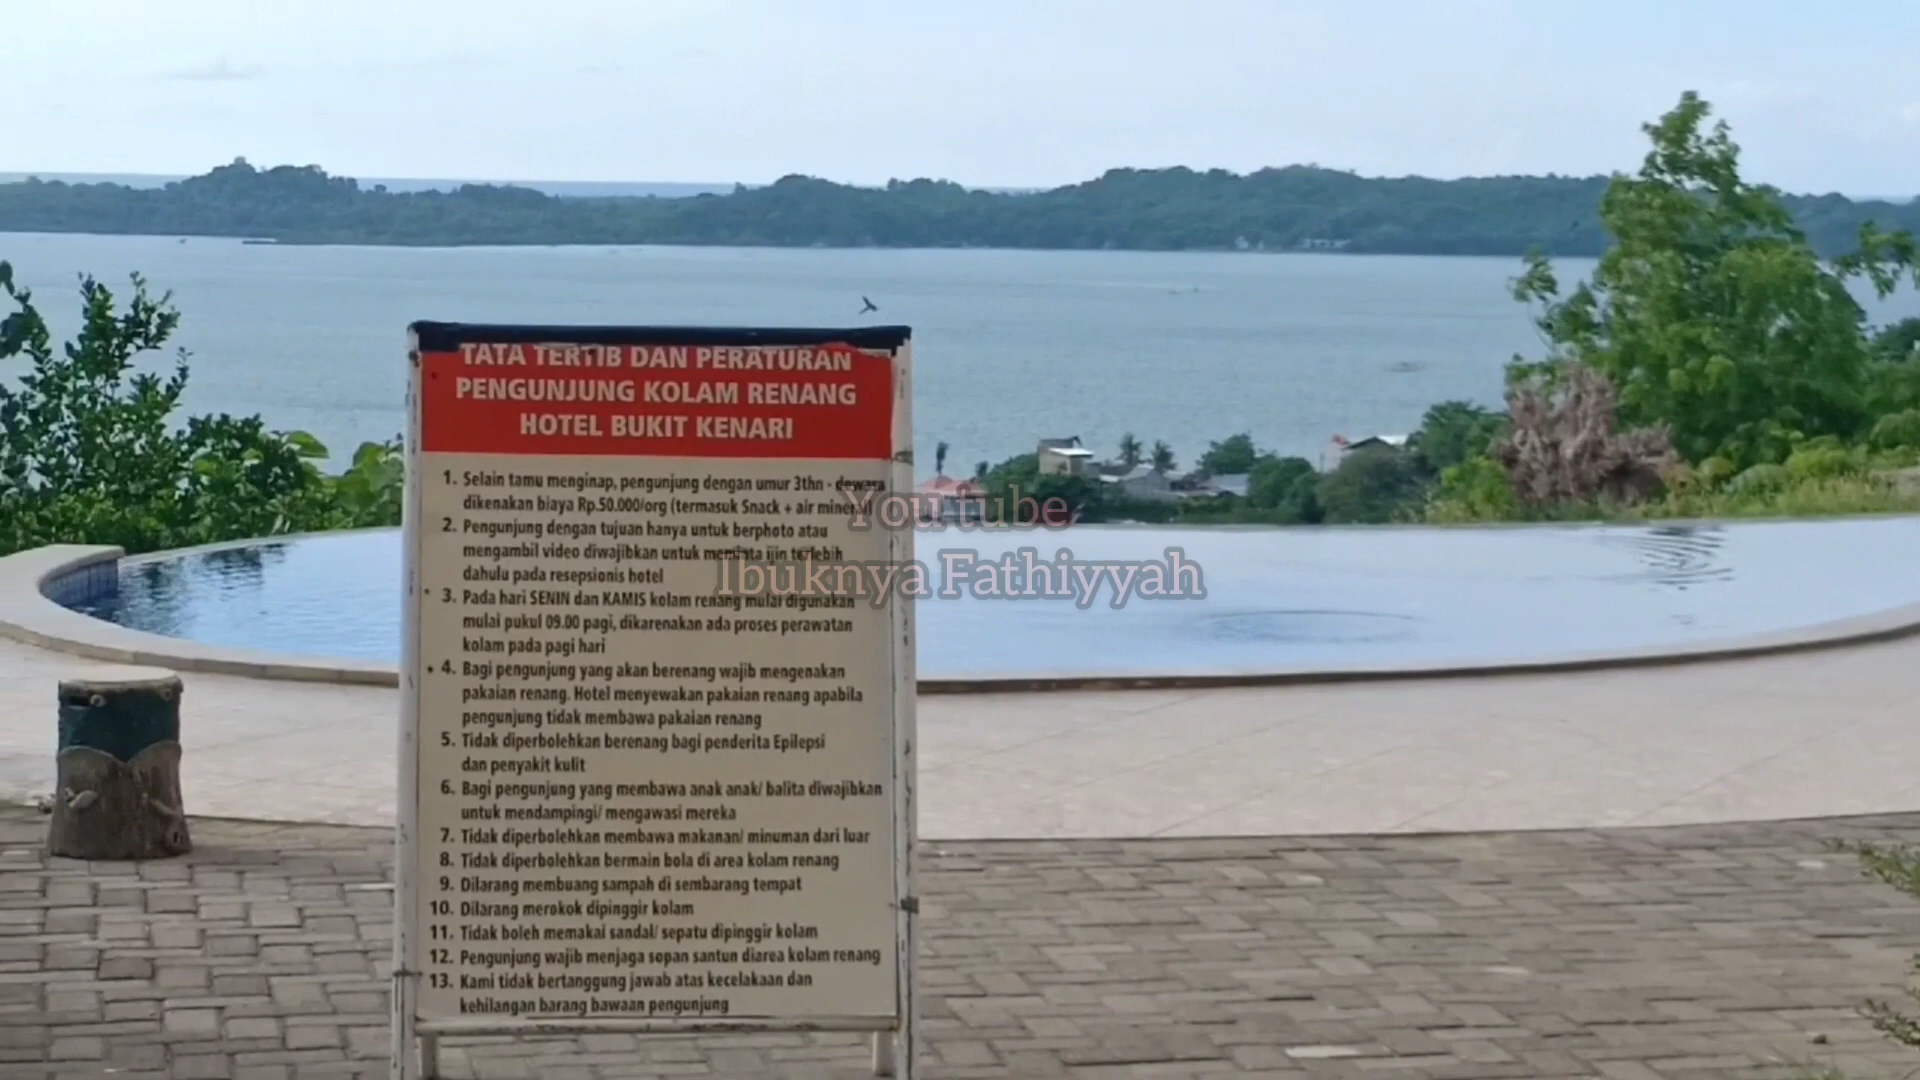 TATA TERTIB DAN PERATURAN
PENGUNJUNG KOLAM RENANG
HOTEL BUKIT KENARI
1. Selain tamu menginap, pengunjung dengan umur 3thn - dewasa
dikenakan biaya Rp.50.000/org (termasuk Snack + air mineral)
2. Pengunjung dengan tujuan hanya untuk berphoto atau
mengambil video diwajibkan untuk meminta ijin terlebih
dahulu pada resepsionis hotel
3. Pada hari SENIN dan KAMIS kolam renang mulai digunakan
mulai pukul 09.00 pagi, dikarenakan ada proses perawatan
kolam pada pagi hari
4. Bagi pengunjung yang akan berenang wajib mengenakan
pakaian renang. Hotel menyewakan pakaian renang apabila
pengunjung tidak membawa pakaian renang
5. Tidak diperbolehkan berenang bagi penderita Epilepsi
dan penyakit kulit
6. Bagi pengunjung yang membawa anak anak/ balita diwajibkan
untuk mendampingi/ mengawasi mereka
7. Tidak diperbolehkan membawa makanan/ minuman dari luar
8. Tidak diperbolehkan bermain bola di area kolam renang
9. Dilarang membuang sampah di sembarang tempat
10. Dilarang merokok dipinggir kolam
11. Tidak boleh memakai sandal/ sepatu dipinggir kolam
12. Pengunjung wajib menjaga sopan santun diarea kolam renang
13. Kami tidak bertanggung jawab atas kecelakaan dan
kehilangan barang bawaan pengunjung
Youtube
Ibuknya Fathiyyah